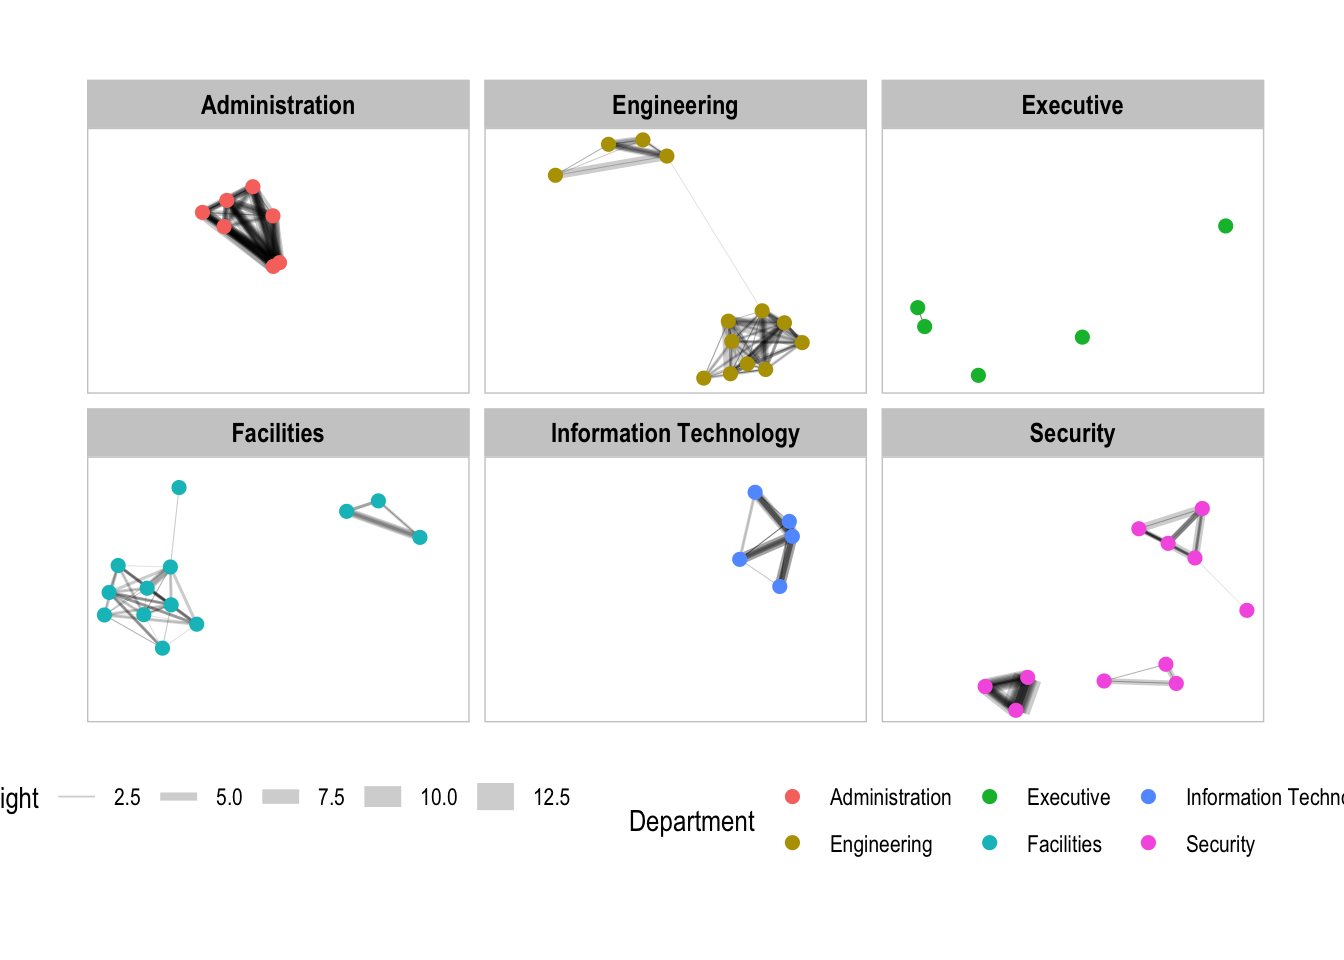 Administration
Engineering
Executive
Facilities
Information Technology
Security
2.5
5.0
7.5
10.0
12.5
Department
Administration
Executive
Information
Engineering
Facilities
Security